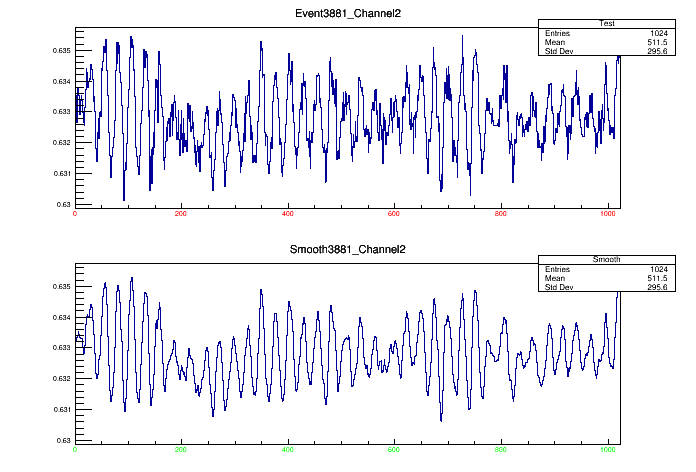 Event3881_Channel2
Test
Entries 1024
Mean 511.5
Std Dev 295.6
0.635
0.634
0.633
0.632
0.631
0.63
0 200 400 600 800 1000
Smooth3881_Channel2
Smooth
Entries 1024
Mean 511.5
Std Dev 295.6
0.635
0.634
0.633
0.632
0.631
0.63
0 200 400 600 800 1000